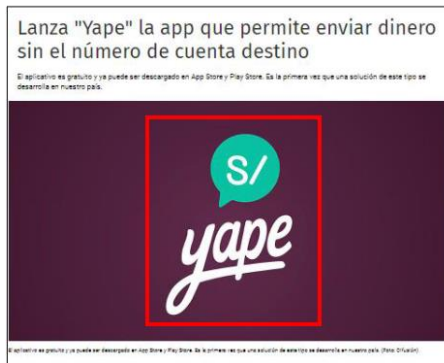 Lanza "Yape" la app que permite enviar dinero
sin el número de cuenta destino
El aplicativo es gratuito y ya puede ser descargado en App Store y Play Store. Es la primera vez que una solución de este tipo se
desarrolla en nuestro país.
S/
yape
El aplicativo es gratuito y ya puede ser descargado en App Store y Play Store. Es la primera vez que una solución de este tipo se desarrolla en nuestro país. (Foto: Difusión)